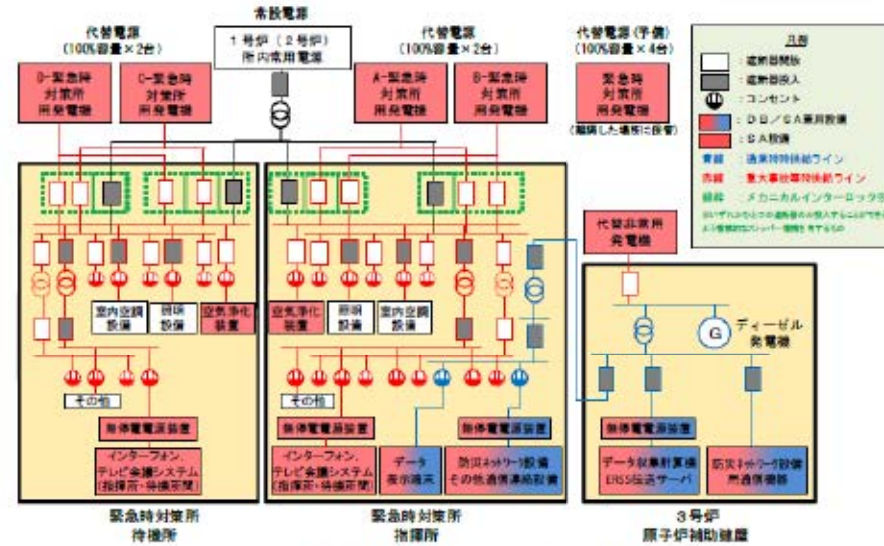 常設電源
代替電源
(100%容量×2台)
1号炉(2号炉)
所内常用電源
代替電源
(100%容量×2台)
代替電源(予備)
(100%容量×4台)
凡例
D-緊急時
対策所
用発電機
C-緊急時
対策所
用発電機
A-緊急時
対策所
用発電機
B-緊急時
対策所
用発電機
緊急時
対策所
用発電機
(離隔した場所に保管)
:遮断器開放
:遮断器投入
:コンセント
:DB/SA兼用設備
:SA設備
青線:通常時供給ライン
赤線:重大事故等時供給ライン
緑枠:メカニカルインターロック
代替非常用
発電機
室内空調
設備
照明
設備
空気浄化
装置
空気浄化
装置
照明
設備
室内空調
設備
G
ディーゼル
発電機
その他
その他
無停電電源装置
無停電電源装置
無停電電源装置
無停電電源装置
インターフォン、
テレビ会議システム
(指揮所・待機所間)
インターフォン、
テレビ会議システム
(指揮所・待機所間)
データ
表示端末
防災ネットワーク設備
その他通信連絡設備
データ収集計算機
ERSS伝送サーバ
防災ネットワーク設備
用通信機器
緊急時対策所
待機所
緊急時対策所
指揮所
3号炉
原子炉補助建屋